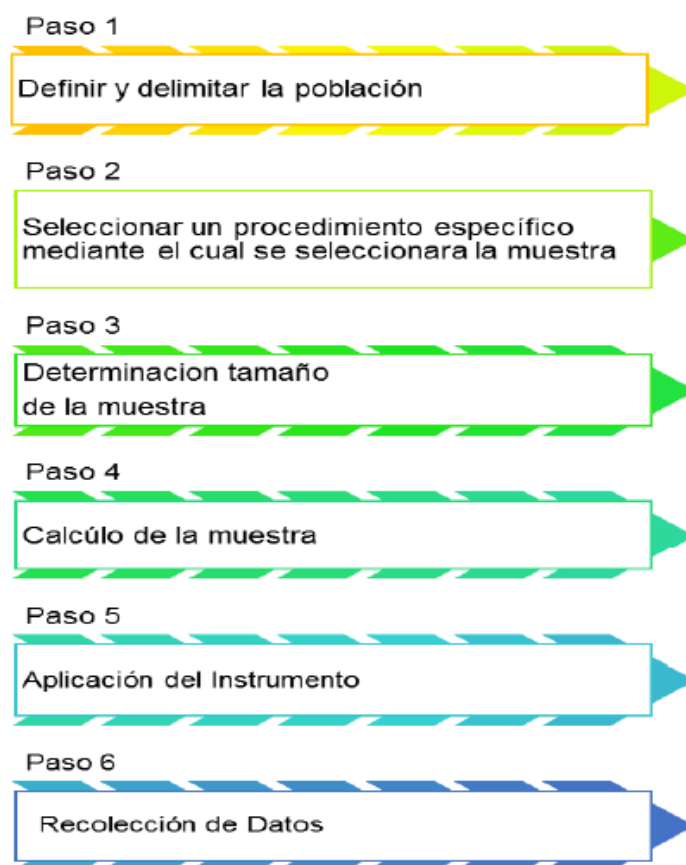 Paso 1
Definir y delimitar la población
Paso 2
Seleccionar un procedimiento específico
mediante el cual se seleccionara la muestra
Paso 3
Determinacion tamaño
de la muestra
Paso 4
Calcúlo de la muestra
Paso 5
Aplicación del Instrumento
Paso 6
Recolección de Datos